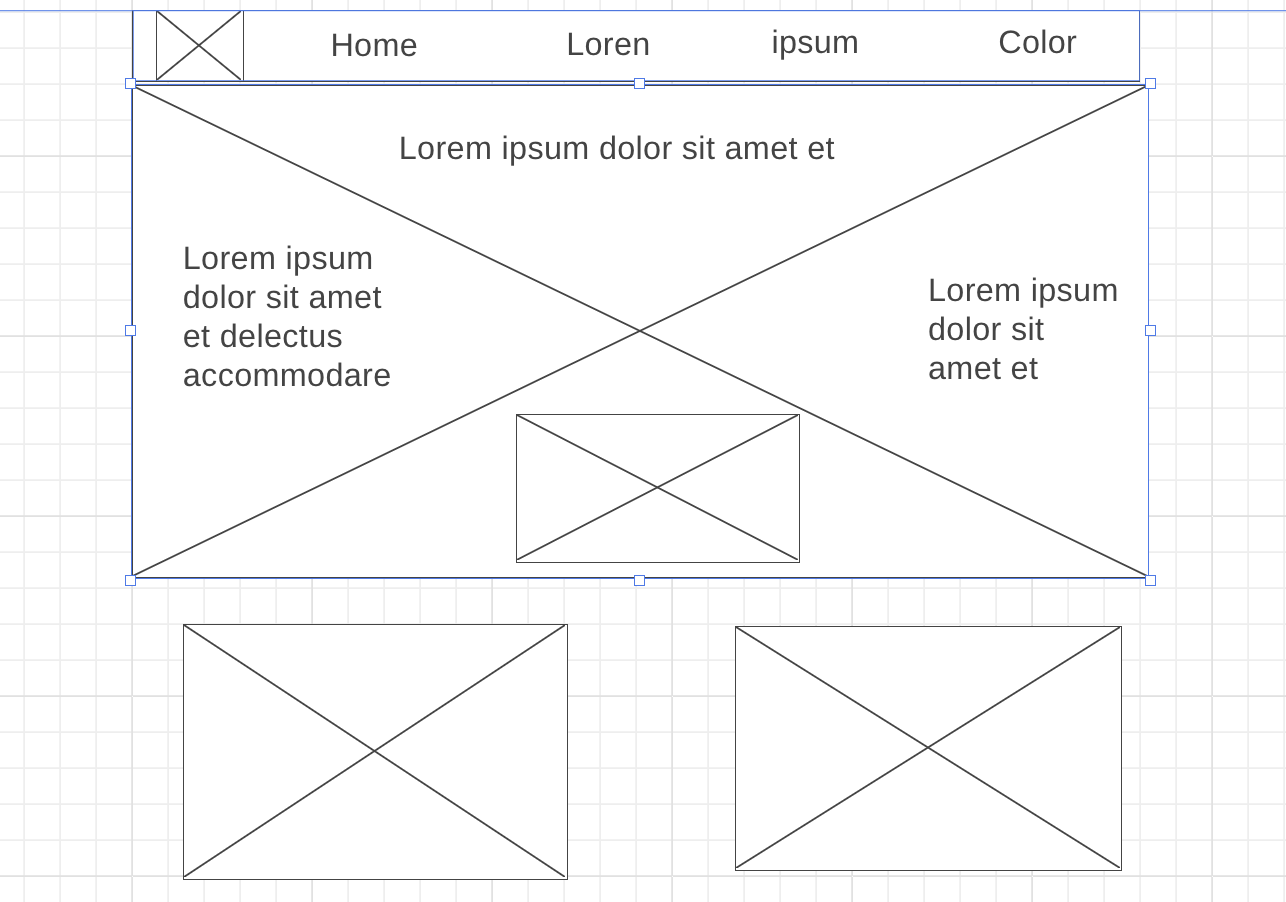 Home
Loren
ipsum
Color
Lorem ipsum dolor sit amet et
Lorem ipsum
dolor sit amet
et delectus
accommodare
Lorem ipsum
dolor sit
amet et